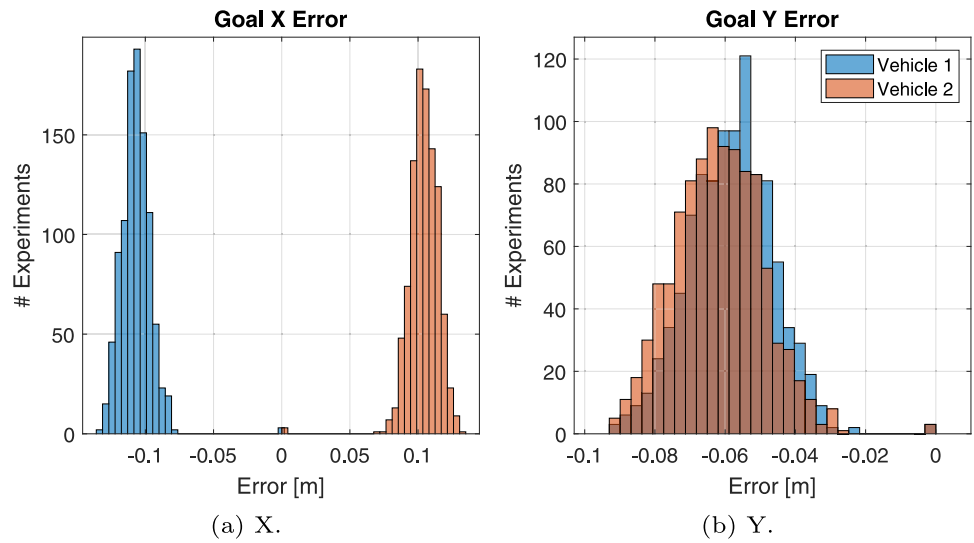 Goal X Error
# Experiments
150
100
50
0
-0.1
-0.05
0
0.05
0.1
Error [m]
(a) X.
Goal Y Error
Vehicle 1
Vehicle 2
# Experiments
120
100
80
60
40
20
0
-0.1
-0.08
-0.06
-0.04
-0.02
0
Error [m]
(b) Y.